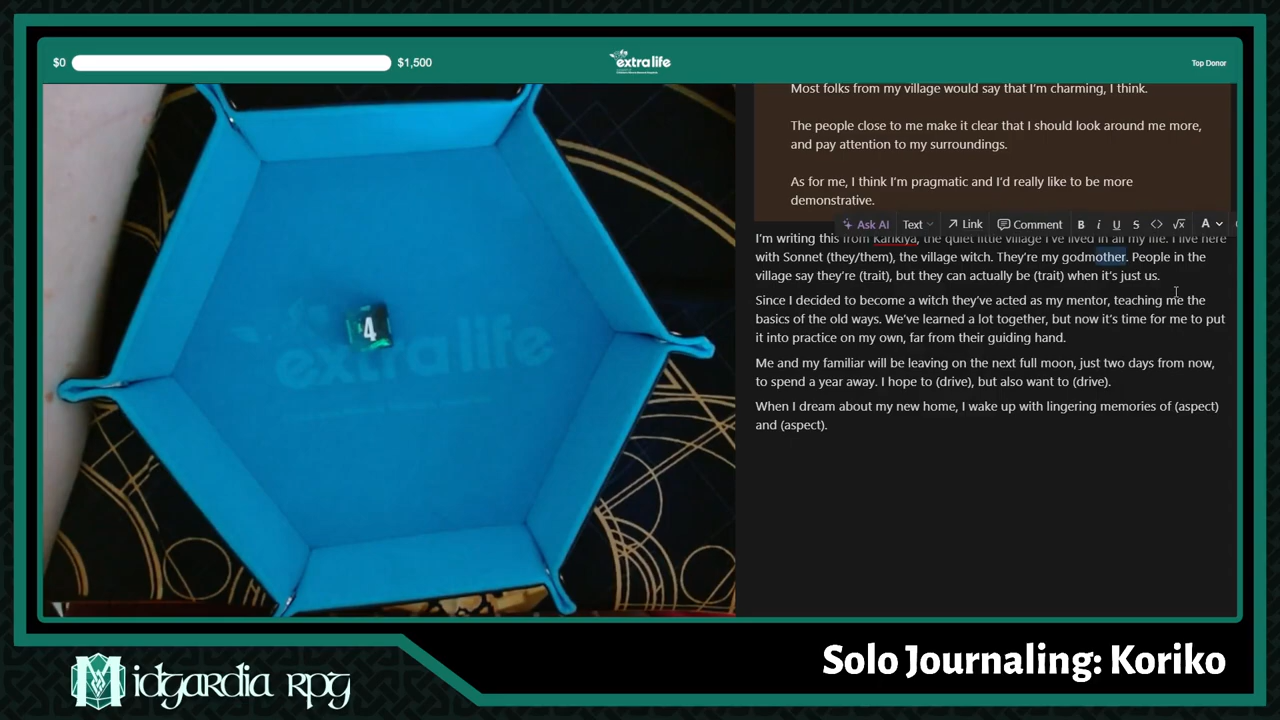 $0
$1,500
extra life
Top Donor
Most folks from my village would say that I'm charming, I think.
The people close to me make it clear that I should look around me more,
and pay attention to my surroundings.
As for me, I think I'm pragmatic and I'd really like to be more
demonstrative.
Ask AI Text Link Comment B i U S <> √x A
I'm writing this from Karikiya, the quiet little village I've lived in all my life. I live here
with Sonnet (they/them), the village witch. They're my godmother. People in the
village say they're (trait), but they can actually be (trait) when it's just us.
Since I decided to become a witch they've acted as my mentor, teaching me the
basics of the old ways. We've learned a lot together, but now it's time for me to put
it into practice on my own, far from their guiding hand.
Me and my familiar will be leaving on the next full moon, just two days from now,
to spend a year away. I hope to (drive), but also want to (drive).
When I dream about my new home, I wake up with lingering memories of (aspect)
and (aspect).
4
extra life
Solo Journaling: Koriko
Midgardia RPG